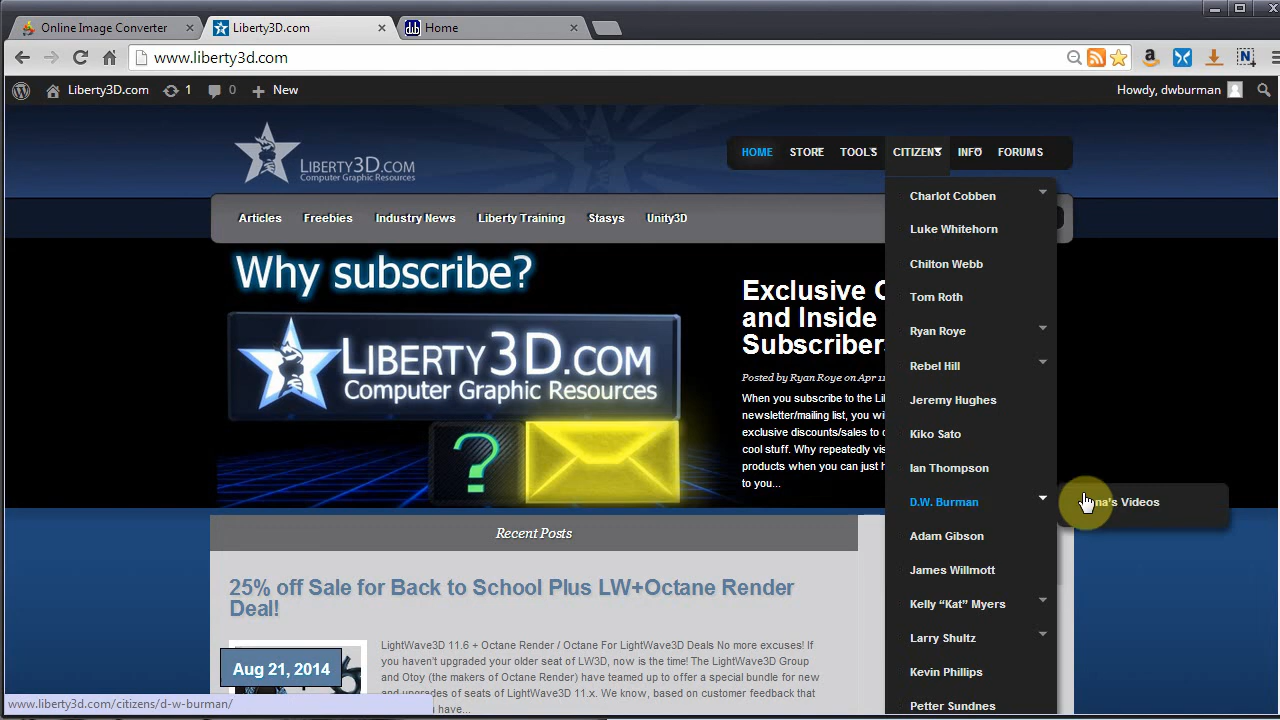 Online Image Converter
Liberty3D.com
Home
www.liberty3d.com
Liberty3D.com
1
0
New
Howdy, dwburman
LIBERTY3D.COM
Computer Graphic Resources
HOME
STORE
TOOLS
CITIZENS
INFO
FORUMS
Articles
Freebies
Industry News
Liberty Training
Stasys
Unity3D
Charlot Cobben
Luke Whitehorn
Chilton Webb
Tom Roth
Ryan Roye
Rebel Hill
Jeremy Hughes
Kiko Sato
Ian Thompson
D.W. Burman
Adam Gibson
James Willmott
Kelly “Kat” Myers
Larry Shultz
Kevin Phillips
Petter Sundnes
Videos
Why subscribe?
LIBERTY3D.COM
Computer Graphic Resources
?
Exclusive
and Inside
Subscribers
Posted by Ryan Roye on Apr 11
When you subscribe to the
newsletter/mailing list, you
exclusive discounts/sales to
cool stuff. Why repeatedly
products when you can just
to you...
Recent Posts
25% off Sale for Back to School Plus LW+Octane Render
Deal!
Aug 21, 2014
LightWave3D 11.6 + Octane Render / Octane For LightWave3D Deals No more excuses! If
you haven’t upgraded your older seat of LW3D, now is the time! The LightWave3D Group
and Otoy (the makers of Octane Render) have teamed up to offer a special bundle for new
and upgrades of seats of LightWave3D 11.x. We know, based on customer feedback that
have...
www.liberty3d.com/citizens/d-w-burman/